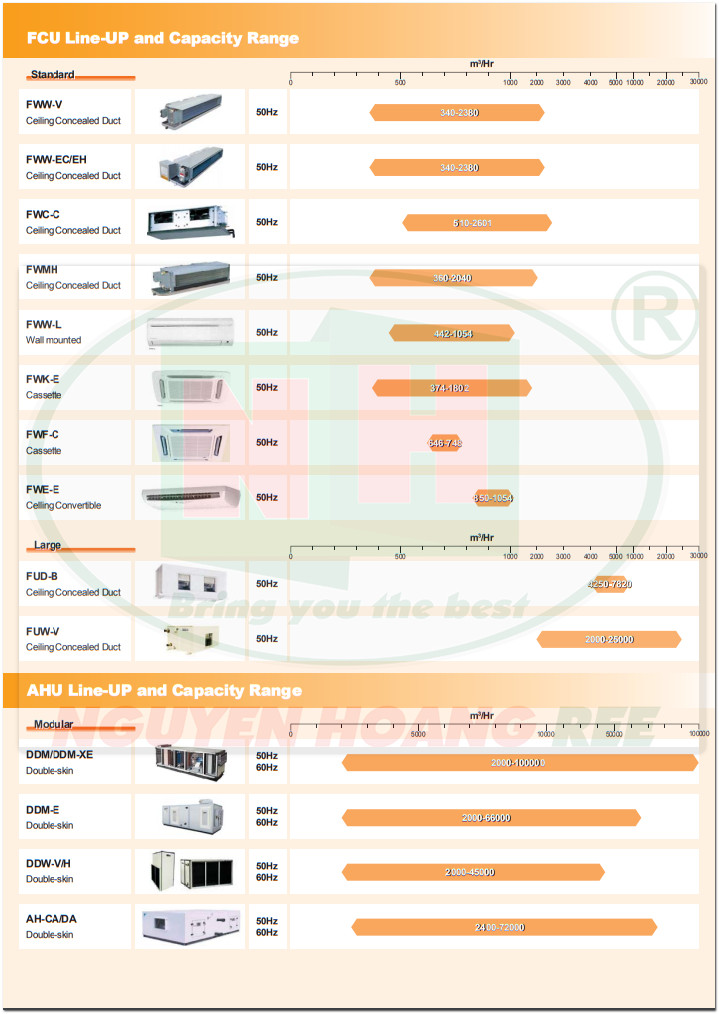 FCU Line-UP and Capacity Range
m³/Hr
Standard
0 500 1000 2000 3000 4000 5000 10000 20000 30000
FWW-V
Ceiling Concealed Duct
50Hz
340-2380
FWW-EC/EH
Ceiling Concealed Duct
50Hz
340-2380
FWC-C
Ceiling Concealed Duct
50Hz
510-2601
FWMH
Ceiling Concealed Duct
50Hz
360-2040
FWW-L
Wall mounted
50Hz
442-1054
FWK-E
Cassette
50Hz
374-1802
FWF-C
Cassette
50Hz
646-748
FWE-E
Celling Convertible
50Hz
850-1054
Large
m³/Hr
0 500 1000 2000 3000 4000 5000 10000 20000 30000
FUD-B
Ceiling Concealed Duct
50Hz
4250-7820
FUW-V
Ceiling Concealed Duct
50Hz
2000-25000
NTH
®
Bring you the best
AHU Line-UP and Capacity Range
NGUYEN HOANG REE
m³/Hr
Modular
0 5000 10000 50000 100000
DDM/DDM-XE
Double-skin
50Hz
60Hz
2000-100000
DDM-E
Double-skin
50Hz
60Hz
2000-66000
DDW-V/H
Double-skin
50Hz
60Hz
2000-45000
AH-CA/DA
Double-skin
50Hz
60Hz
2400-72000